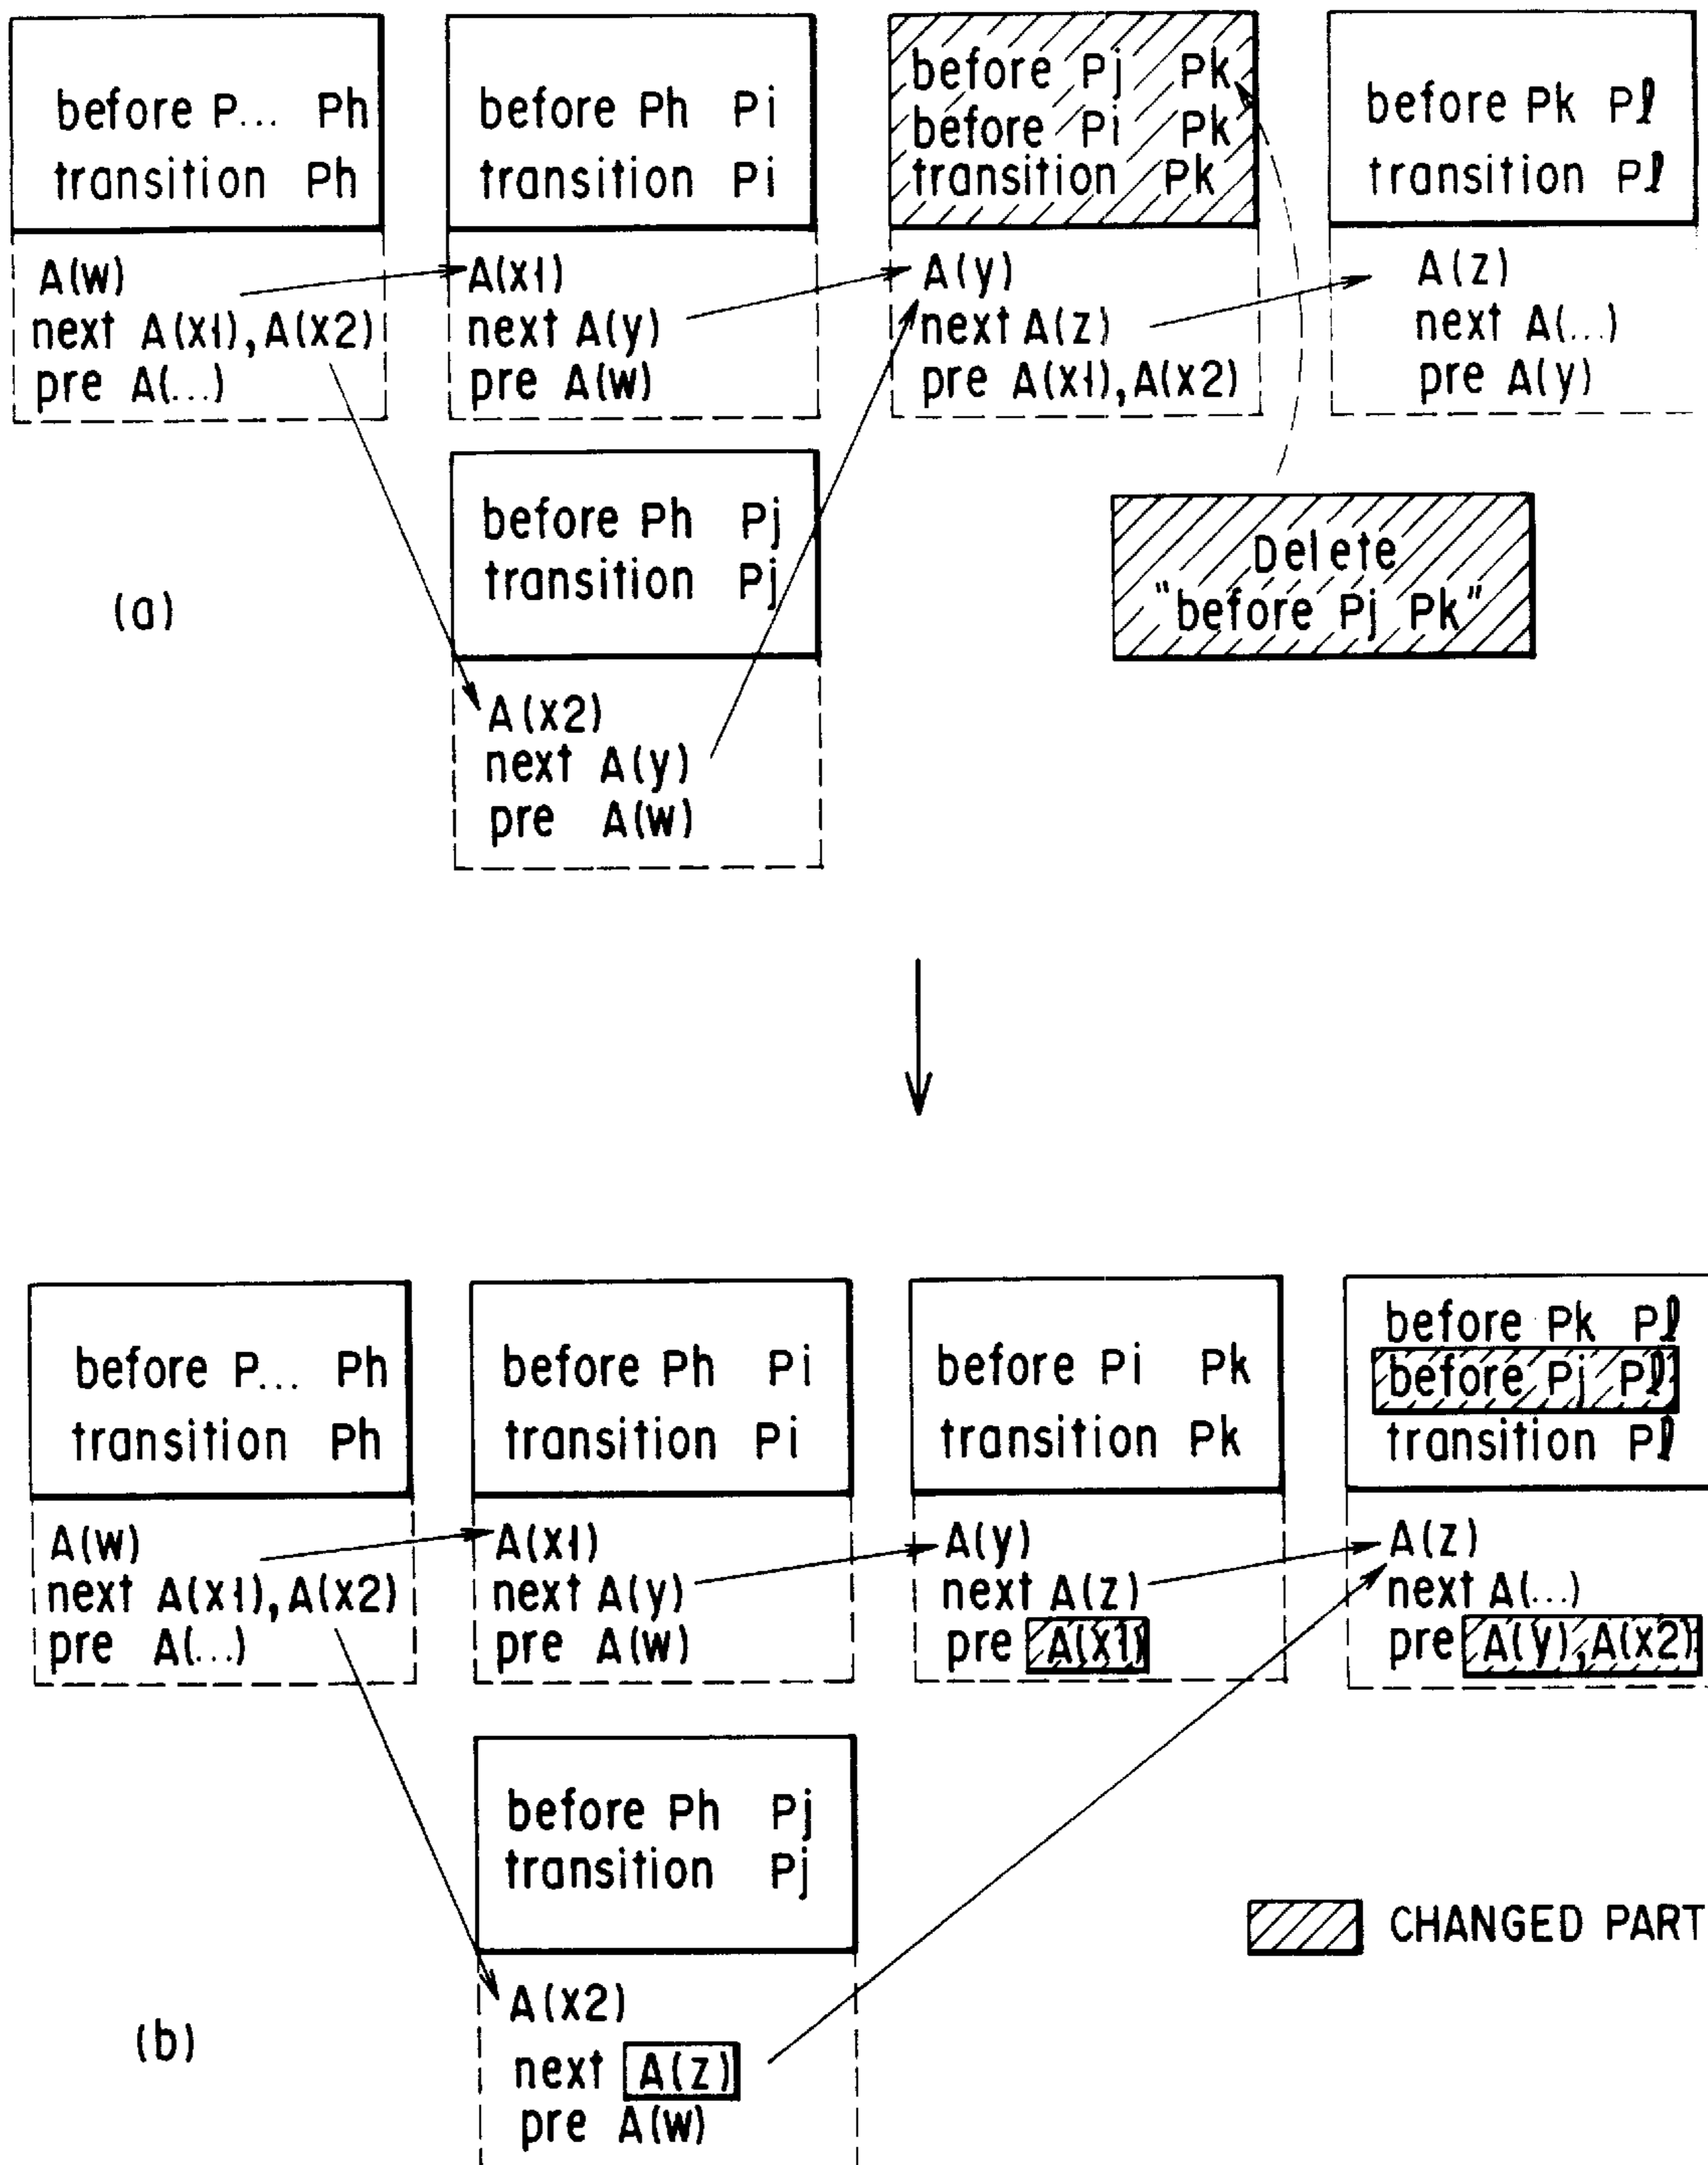 before P... Ph
transition Ph
A(w)
next A(x1),A(x2)
pre A(...)
before Ph Pi
transition Pi
A(x1)
next A(y)
pre A(w)
before Pj Pk
before Pi Pk
transition Pk
A(y)
next A(z)
pre A(x1),A(x2)
before Pk Pl
transition Pl
A(z)
next A(...)
pre A(y)
before Ph Pj
transition Pj
A(x2)
next A(y)
pre A(w)
Delete
"before Pj Pk"
(a)
before P... Ph
transition Ph
A(w)
next A(x1),A(x2)
pre A(...)
before Ph Pi
transition Pi
A(x1)
next A(y)
pre A(w)
before Pi Pk
transition Pk
A(y)
next A(z)
pre A(x1)
before Pk Pl
before Pj Pl
transition Pl
A(z)
next A(...)
pre A(y),A(x2)
before Ph Pj
transition Pj
A(x2)
next A(z)
pre A(w)
CHANGED PART
(b)